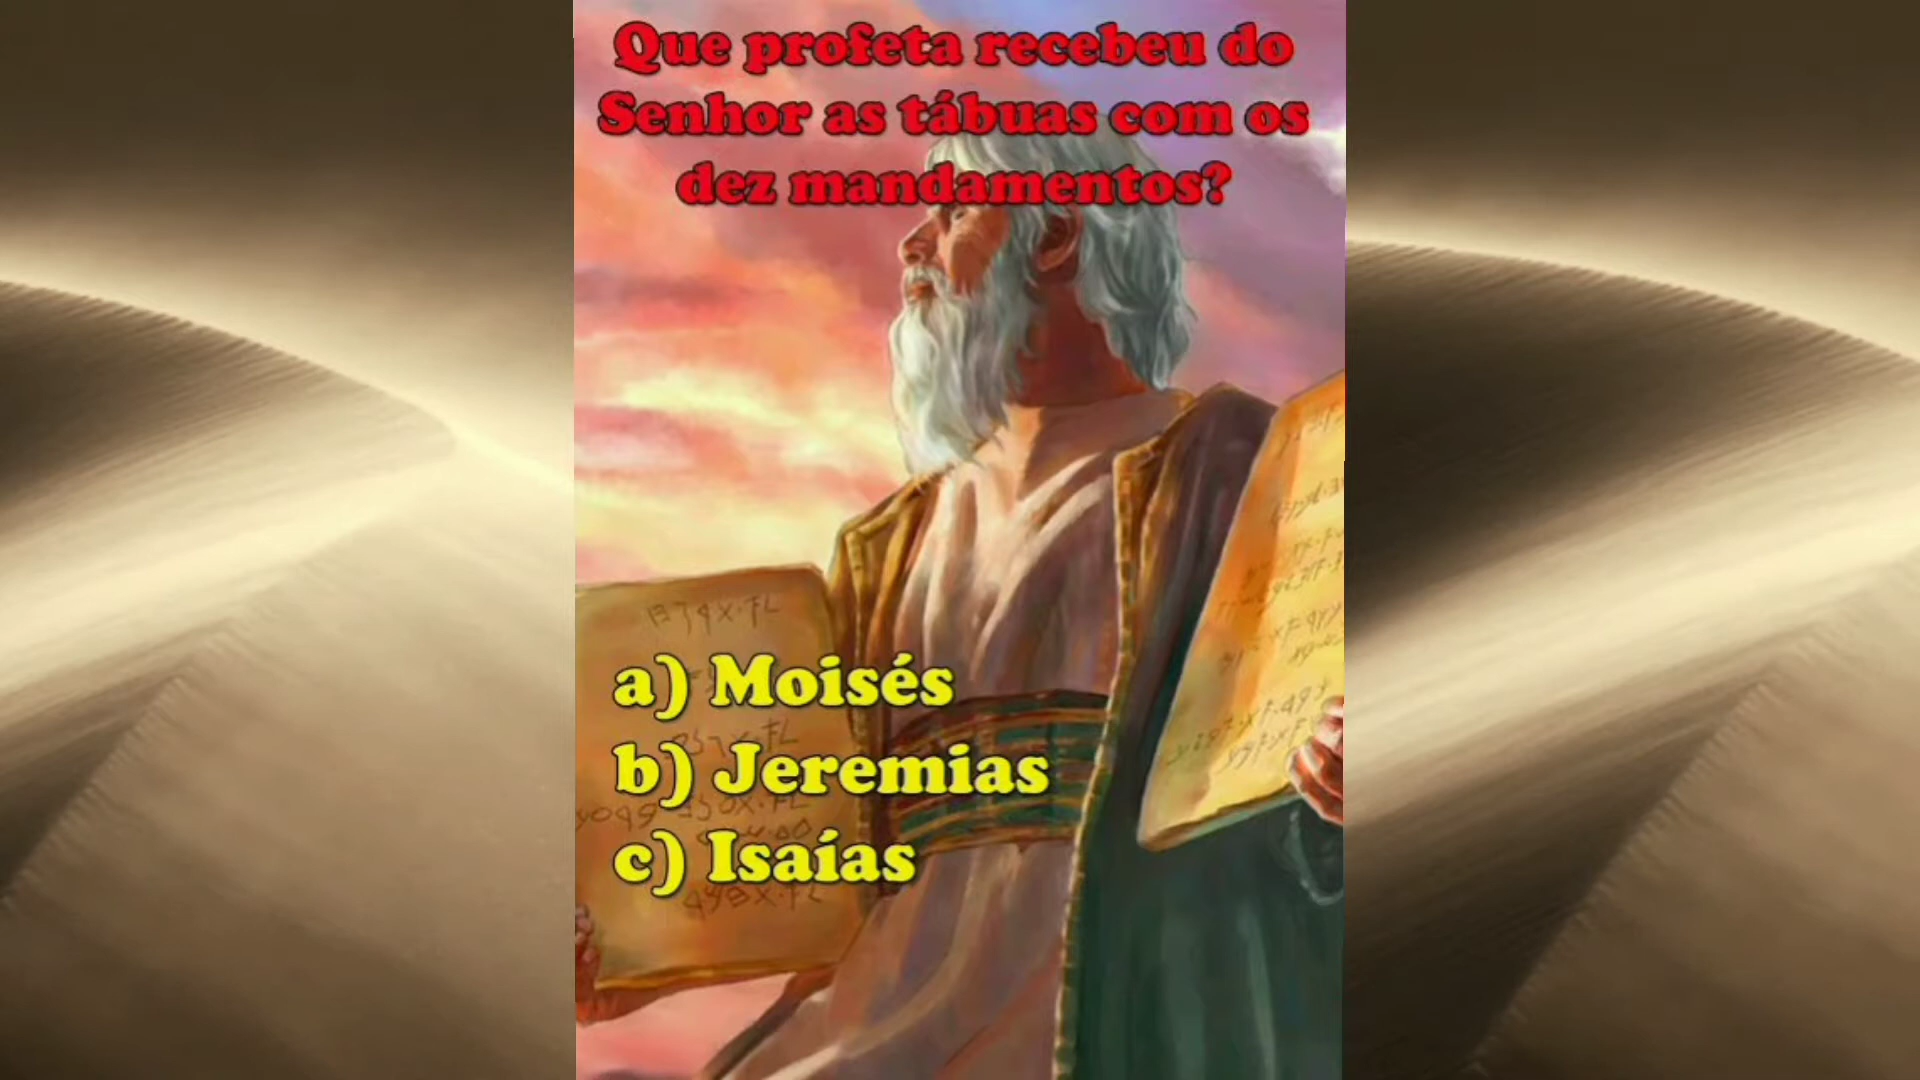 Que profeta recebeu do
Senhor as tábuas com os
dez mandamentos?
a) Moisés
b) Jeremias
c) Isaías